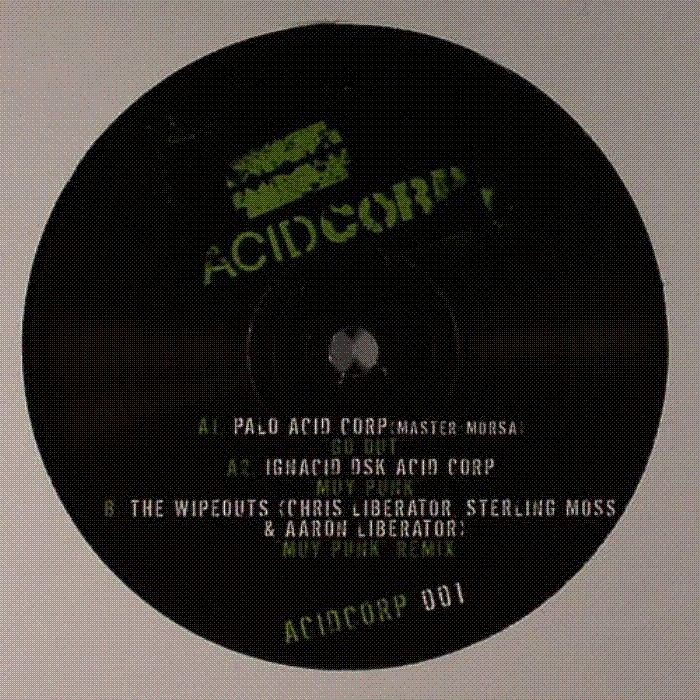 ACIDCORP
A1. PALO ACID CORP (MASTER MORSA)
GO OUT
A2. IGNACID DSK ACID CORP
MUY PUNK
B. THE WIPEOUTS (CHRIS LIBERATOR, STERLING MOSS
& AARON LIBERATOR)
MUY PUNK REMIX
ACIDCORP 001